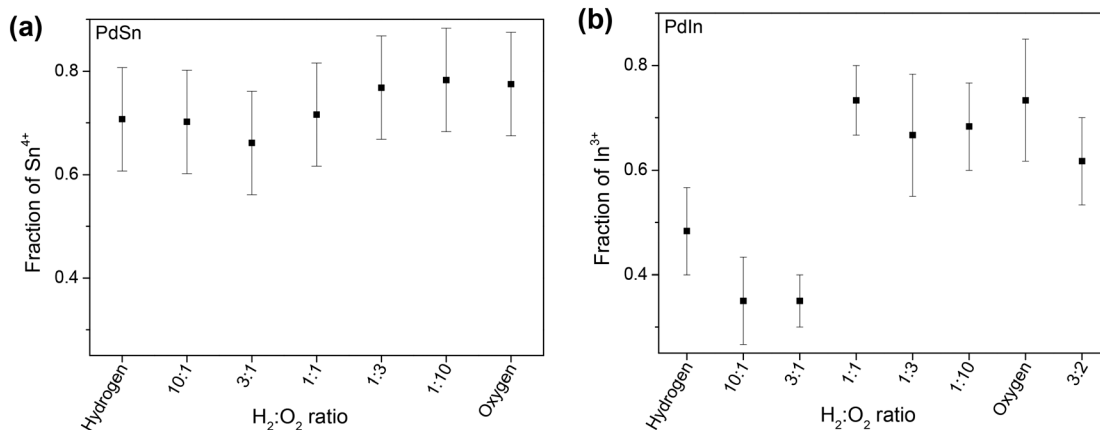 (a)
PdSn
Fraction of Sn⁴⁺
0.8
0.6
0.4
Hydrogen
10:1
3:1
1:1
1:3
1:10
Oxygen
H₂:O₂ ratio
(b)
PdIn
Fraction of In³⁺
0.8
0.6
0.4
Hydrogen
10:1
3:1
1:1
1:3
1:10
Oxygen
3:2
H₂:O₂ ratio